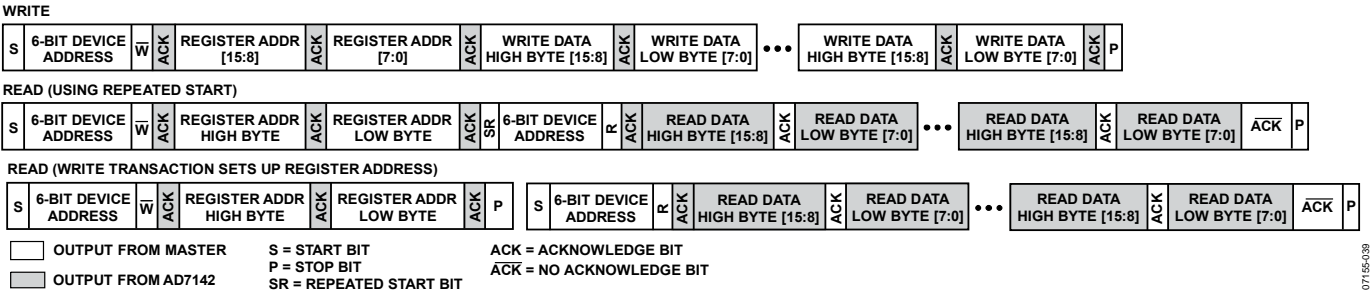 WRITE
S 6-BIT DEVICE ADDRESS W̅ ACK REGISTER ADDR [15:8] ACK REGISTER ADDR [7:0] ACK WRITE DATA HIGH BYTE [15:8] ACK WRITE DATA LOW BYTE [7:0] ••• WRITE DATA HIGH BYTE [15:8] ACK WRITE DATA LOW BYTE [7:0] ACK P
READ (USING REPEATED START)
S 6-BIT DEVICE ADDRESS W̅ ACK REGISTER ADDR HIGH BYTE ACK REGISTER ADDR LOW BYTE ACK SR 6-BIT DEVICE ADDRESS R ACK READ DATA HIGH BYTE [15:8] ACK READ DATA LOW BYTE [7:0] ••• READ DATA HIGH BYTE [15:8] ACK READ DATA LOW BYTE [7:0] A̅C̅K̅ P
READ (WRITE TRANSACTION SETS UP REGISTER ADDRESS)
S 6-BIT DEVICE ADDRESS W̅ ACK REGISTER ADDR HIGH BYTE ACK REGISTER ADDR LOW BYTE ACK P S 6-BIT DEVICE ADDRESS R ACK READ DATA HIGH BYTE [15:8] ACK READ DATA LOW BYTE [7:0] ••• READ DATA HIGH BYTE [15:8] ACK READ DATA LOW BYTE [7:0] A̅C̅K̅ P
OUTPUT FROM MASTER
OUTPUT FROM AD7142
S = START BIT
P = STOP BIT
SR = REPEATED START BIT
ACK = ACKNOWLEDGE BIT
A̅C̅K̅ = NO ACKNOWLEDGE BIT
07155-039